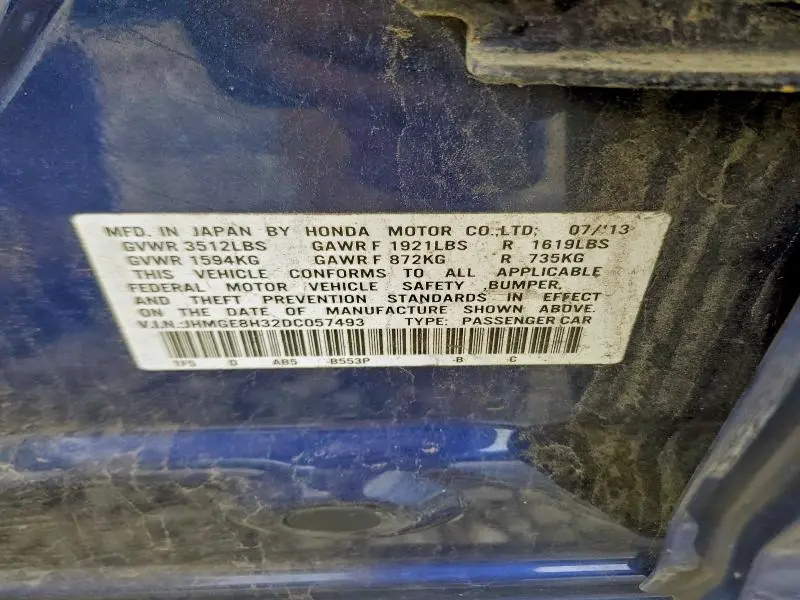 MFD. IN JAPAN BY HONDA MOTOR CO.,LTD; 07/'13
GVWR 3512LBS GAWR F 1921LBS R 1619LBS
GVWR 1594KG GAWR F 872KG R 735KG
THIS VEHICLE CONFORMS TO ALL APPLICABLE
FEDERAL MOTOR VEHICLE SAFETY ,BUMPER,
AND THEFT PREVENTION STANDARDS IN EFFECT
ON THE DATE OF MANUFACTURE SHOWN ABOVE.
V.I.N.:JHMGE8H32DC057493 TYPE: PASSENGER CAR
TF5 D AB5 B553P -B -C